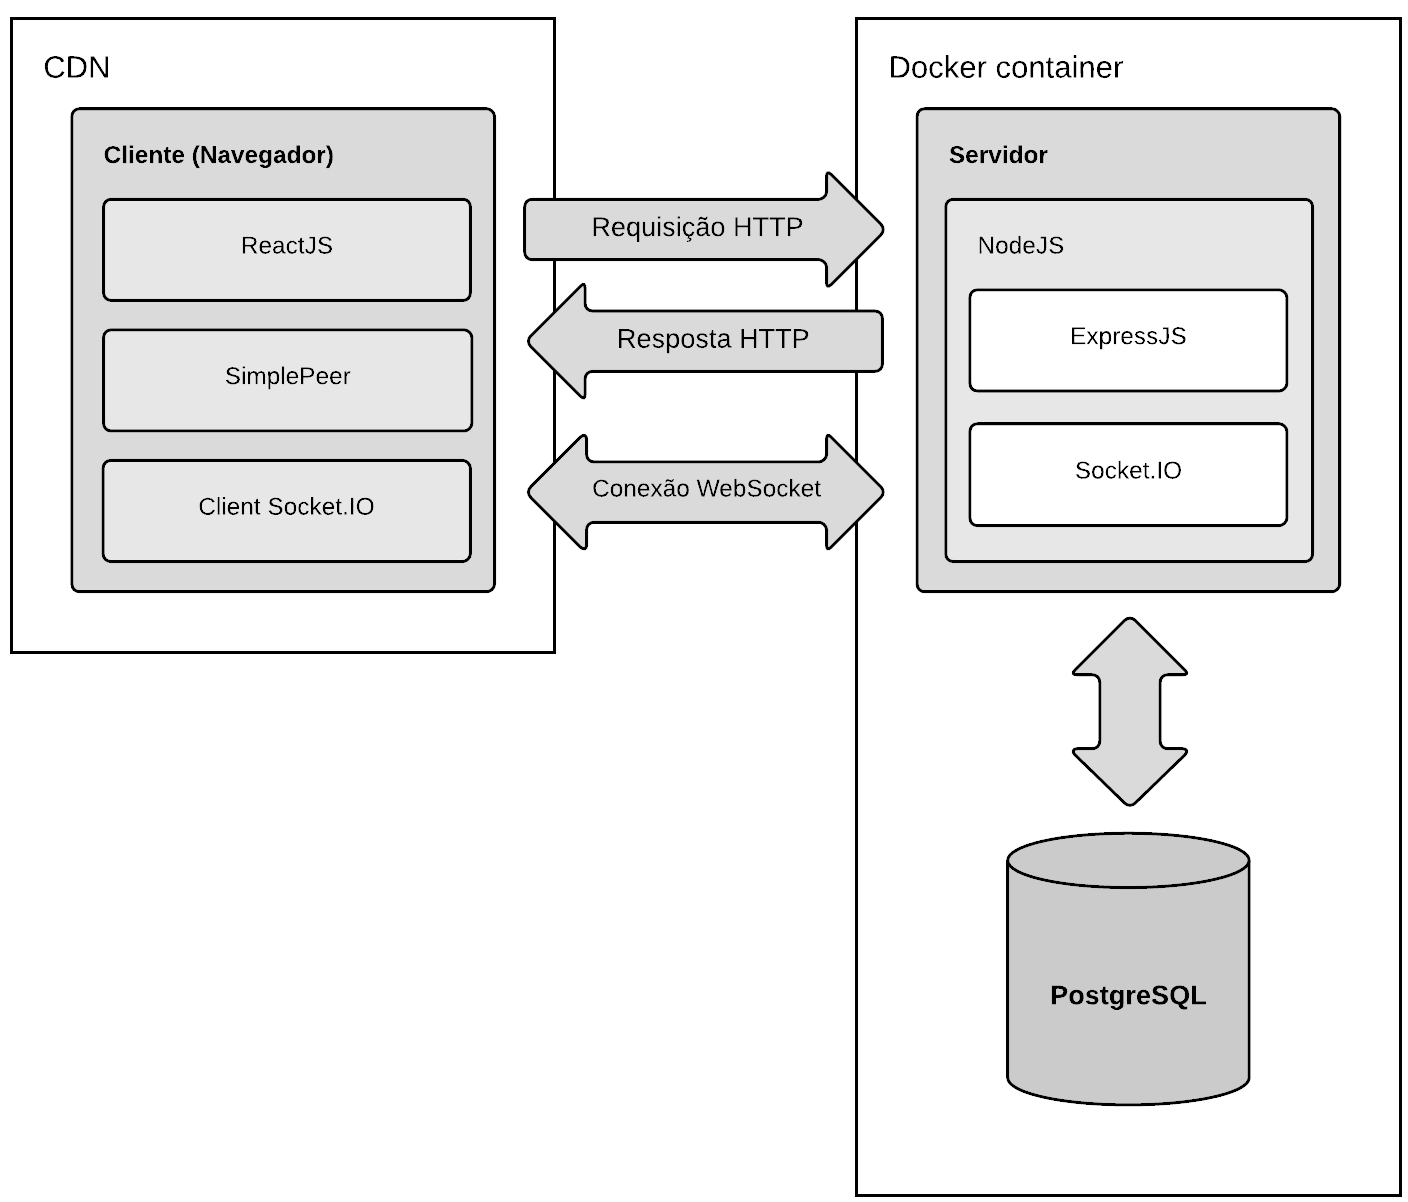 CDN
Cliente (Navegador)
ReactJS
SimplePeer
Client Socket.IO
Requisição HTTP
Resposta HTTP
Conexão WebSocket
Docker container
Servidor
NodeJS
ExpressJS
Socket.IO
PostgreSQL